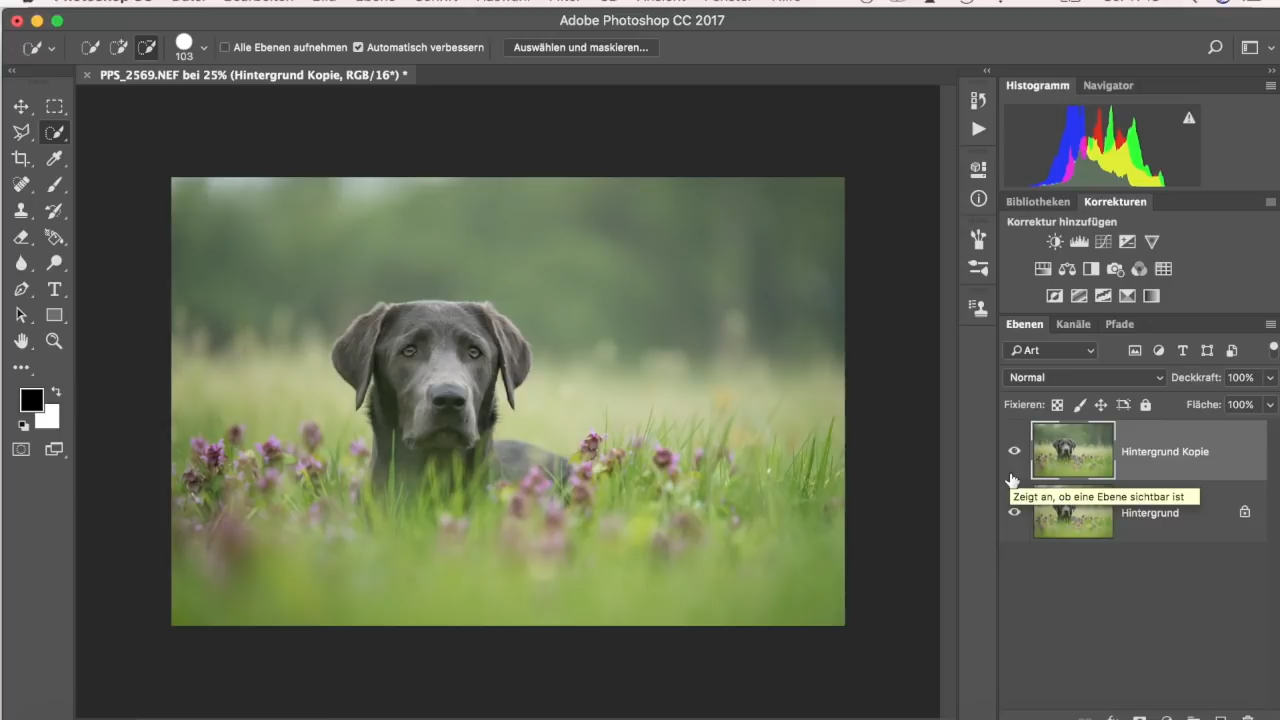 Adobe Photoshop CC 2017
103
Alle Ebenen aufnehmen
Automatisch verbessern
Auswählen und maskieren...
PPS_2569.NEF bei 25% (Hintergrund Kopie, RGB/16*) *
Histogramm
Navigator
Bibliotheken
Korrekturen
Korrektur hinzufügen
Ebenen
Kanäle
Pfade
Art
Normal
Deckkraft: 100%
Fixieren:
Fläche: 100%
Hintergrund Kopie
Zeigt an, ob eine Ebene sichtbar ist
Hintergrund